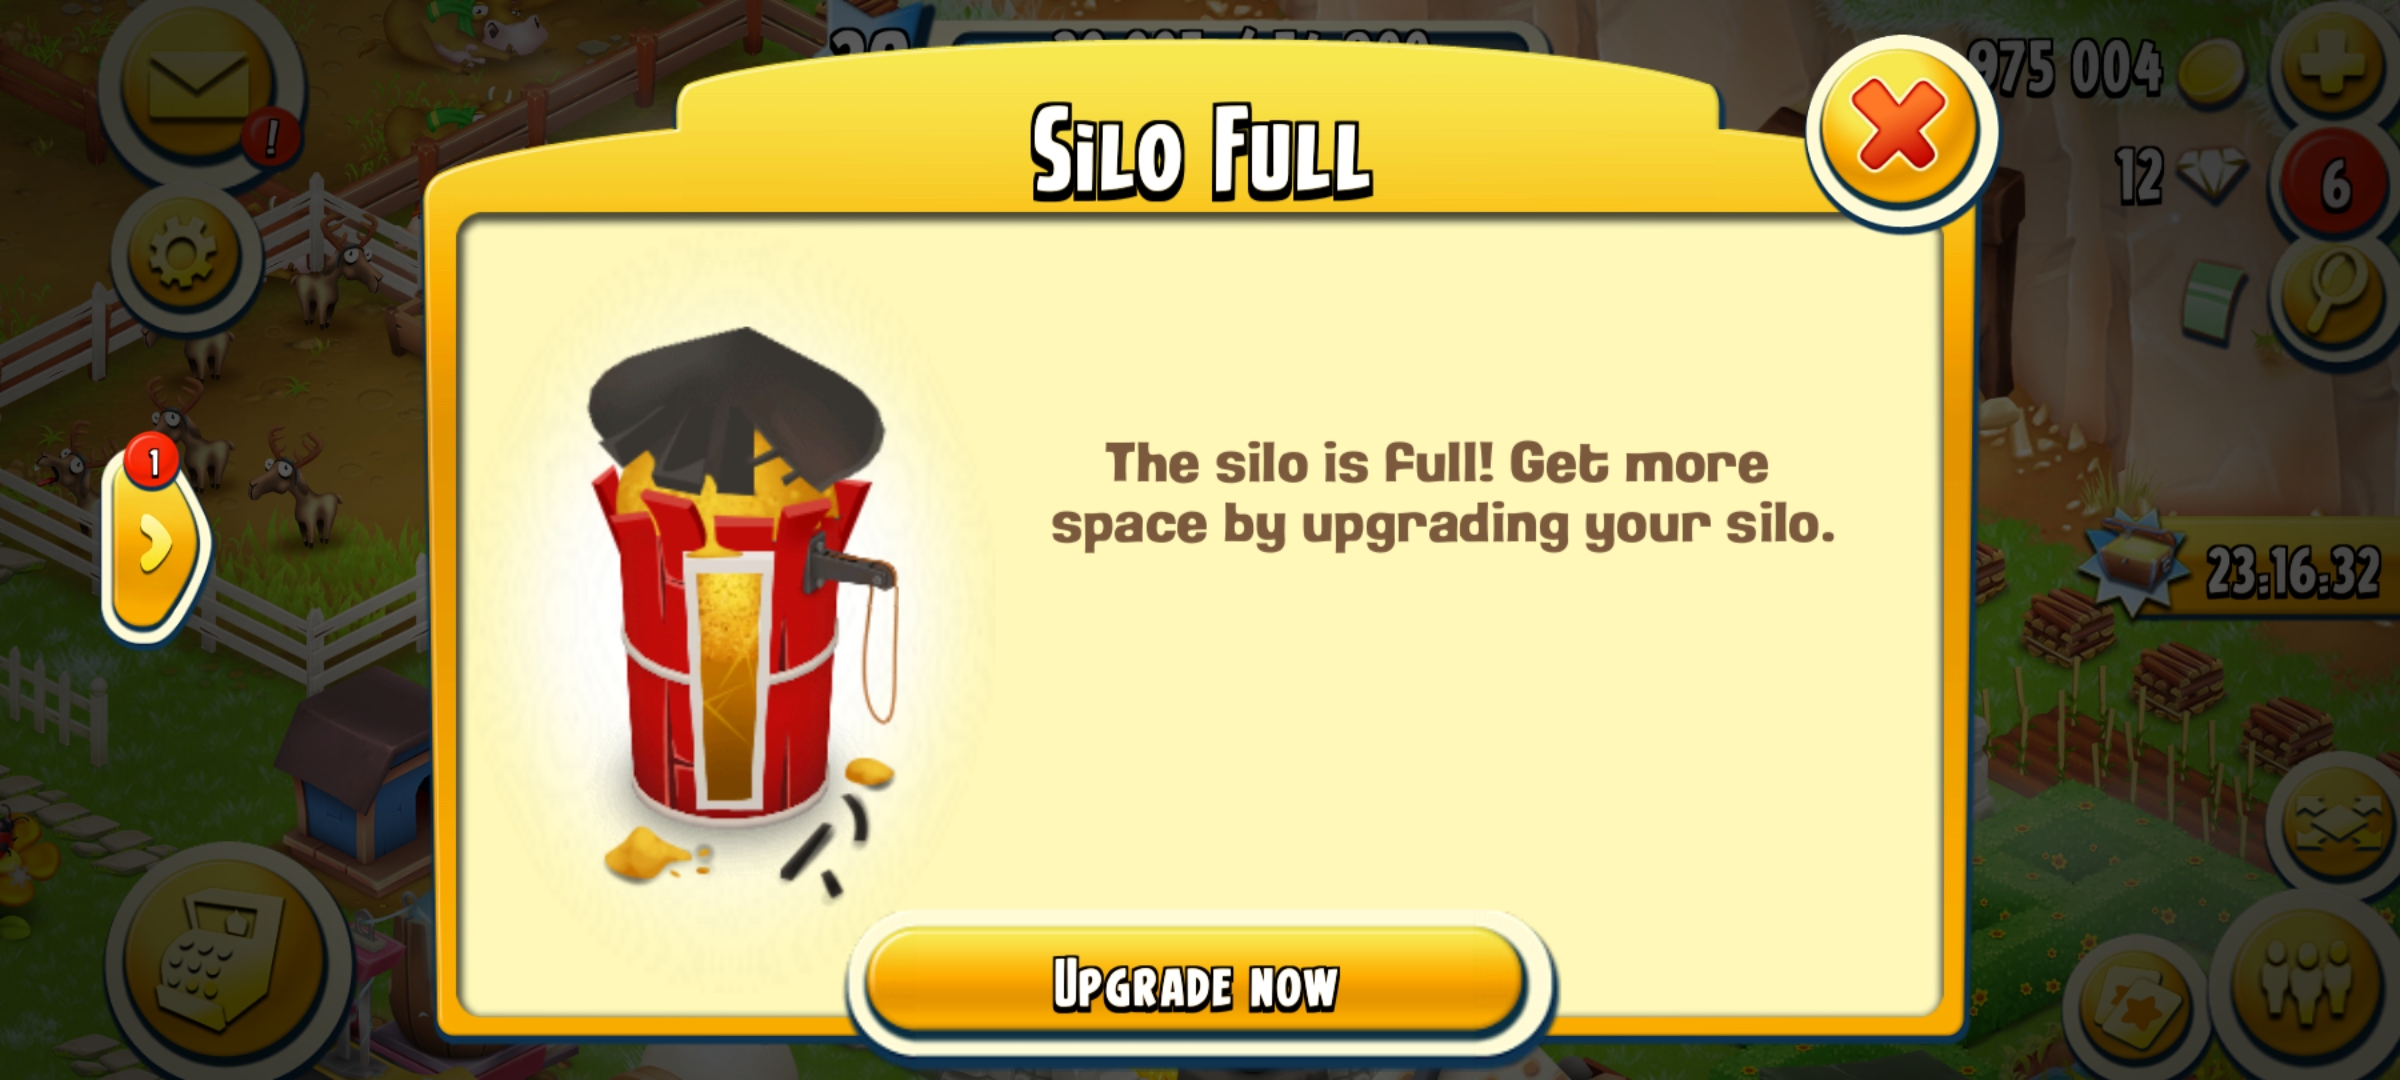 975 004
!
Silo Full
12
6
1
The silo is full! Get more
space by upgrading your silo.
23:16:32
Upgrade now